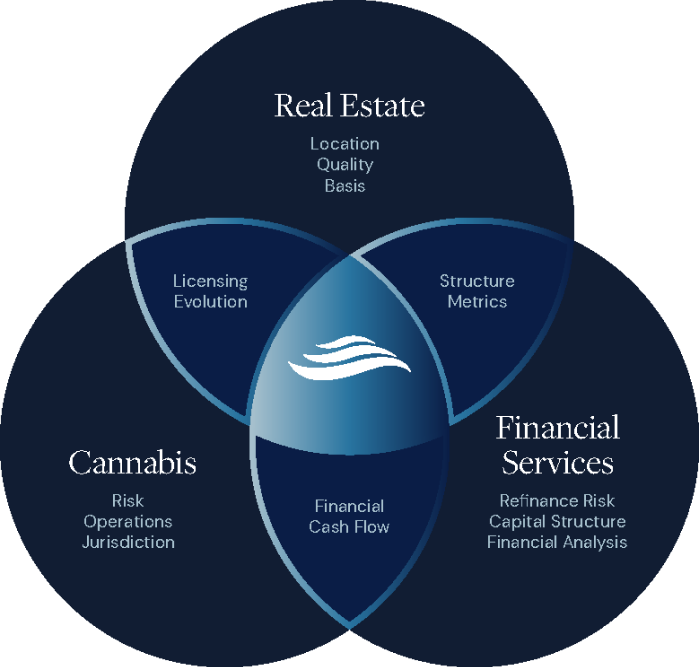 Real Estate
Location
Quality
Basis
Licensing
Evolution
Structure
Metrics
Cannabis
Risk
Operations
Jurisdiction
Financial
Cash Flow
Financial
Services
Refinance Risk
Capital Structure
Financial Analysis